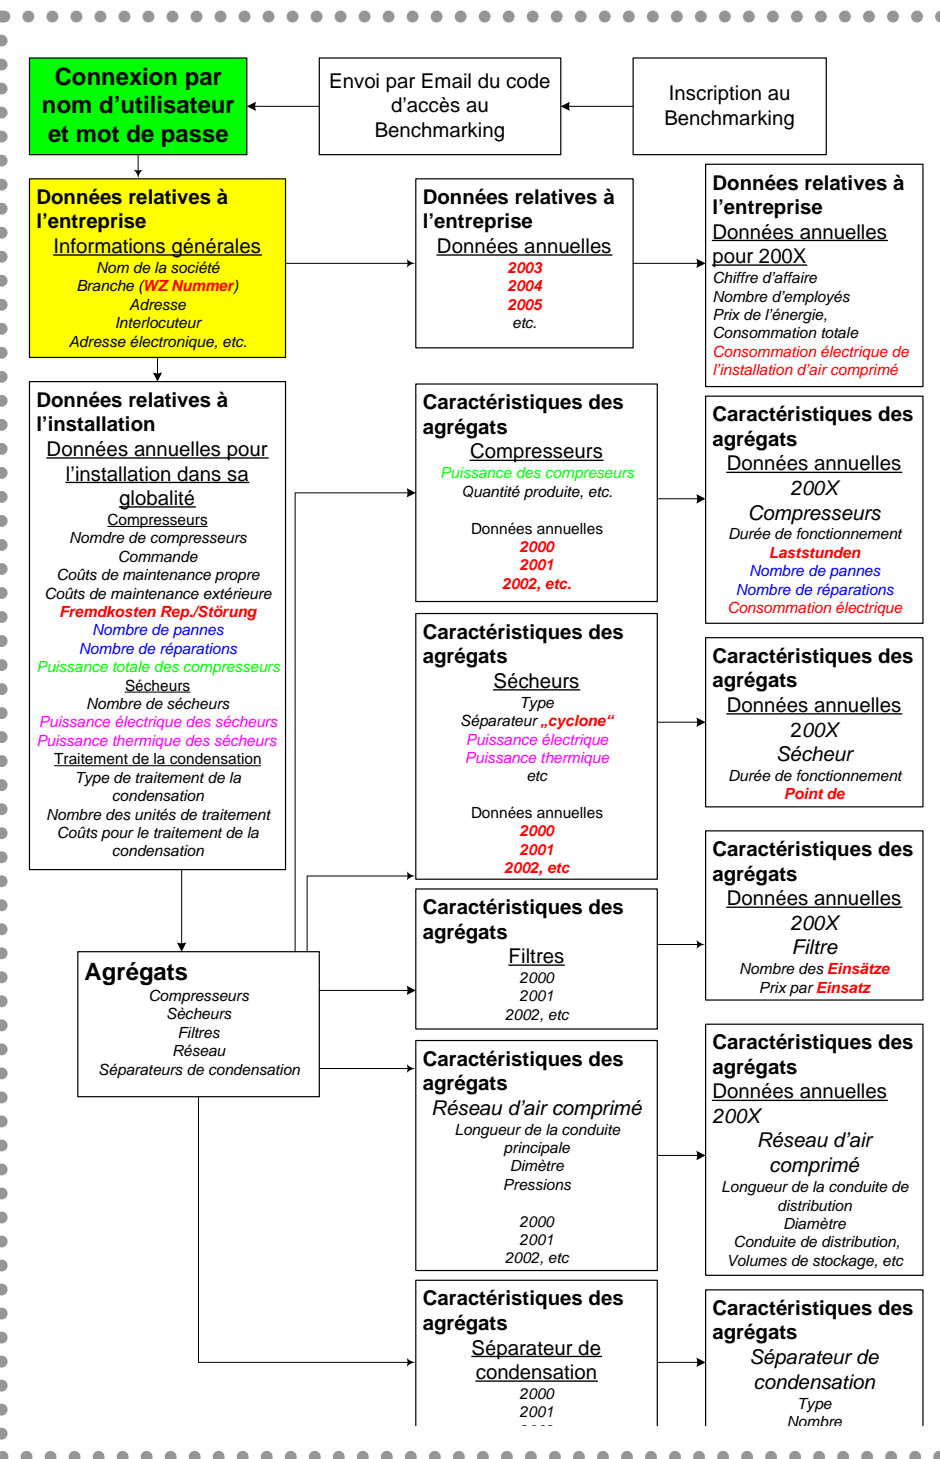 Connexion par
nom d'utilisateur
et mot de passe
Envoi par Email du code
d'accès au
Benchmarking
Inscription au
Benchmarking
Données relatives à
l'entreprise
Informations générales
Nom de la société
Branche (WZ Nummer)
Adresse
Interlocuteur
Adresse électronique, etc.
Données relatives à
l'entreprise
Données annuelles
2003
2004
2005
etc.
Données relatives à
l'entreprise
Données annuelles
pour 200X
Chiffre d'affaire
Nombre d'employés
Prix de l'énergie,
Consommation totale
Consommation électrique de
l'installation d'air comprimé
Données relatives à
l'installation
Données annuelles pour
l'installation dans sa
globalité
Compresseurs
Nomdre de compresseurs
Commande
Coûts de maintenance propre
Coûts de maintenance extérieure
Fremdkosten Rep./Störung
Nombre de pannes
Nombre de réparations
Puissance totale des compresseurs
Sécheurs
Nombre de sécheurs
Puissance électrique des sécheurs
Puissance thermique des sécheurs
Traitement de la condensation
Type de traitement de la
condensation
Nombre des unités de traitement
Coûts pour le traitement de la
condensation
Caractéristiques des
agrégats
Compresseurs
Puissance des compreseurs
Quantité produite, etc.
Données annuelles
2000
2001
2002, etc.
Caractéristiques des
agrégats
Données annuelles
200X
Compresseurs
Durée de fonctionnement
Laststunden
Nombre de pannes
Nombre de réparations
Consommation électrique
Caractéristiques des
agrégats
Sécheurs
Type
Séparateur „cyclone“
Puissance électrique
Puissance thermique
etc
Données annuelles
2000
2001
2002, etc
Caractéristiques des
agrégats
Données annuelles
200X
Sécheur
Durée de fonctionnement
Point de
Agrégats
Compresseurs
Sècheurs
Filtres
Réseau
Séparateurs de condensation
Caractéristiques des
agrégats
Filtres
2000
2001
2002, etc
Caractéristiques des
agrégats
Données annuelles
200X
Filtre
Nombre des Einsätze
Prix par Einsatz
Caractéristiques des
agrégats
Réseau d'air comprimé
Longueur de la conduite
principale
Dimètre
Pressions
2000
2001
2002, etc
Caractéristiques des
agrégats
Données annuelles
200X
Réseau d'air
comprimé
Longueur de la conduite de
distribution
Diamètre
Conduite de distribution,
Volumes de stockage, etc
Caractéristiques des
agrégats
Séparateur de
condensation
2000
2001
Caractéristiques des
agrégats
Séparateur de
condensation
Type
Nombre